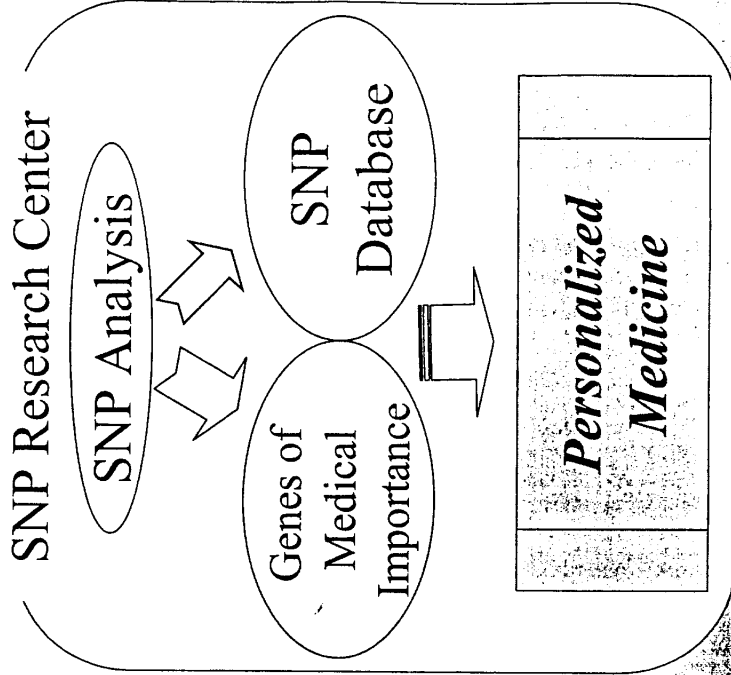 SNP Research Center
SNP Analysis
Genes of
Medical
Importance
SNP
Database
Personalized
Medicine